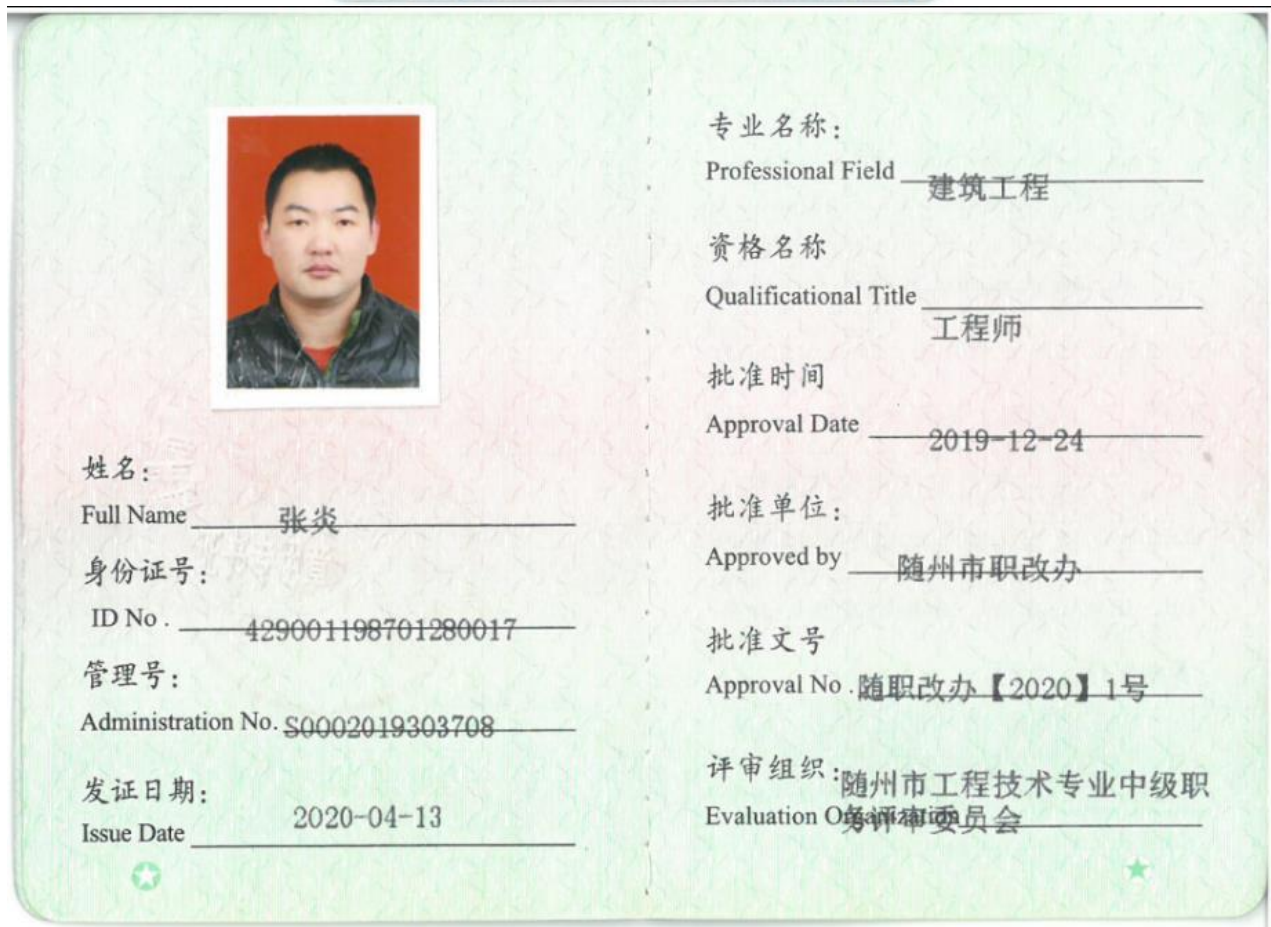 姓名：
Full Name 张炎
身份证号：
ID No . 429001198701280017
管理号：
Administration No. S0002019303708
发证日期：
Issue Date 2020-04-13
专业名称：
Professional Field 建筑工程
资格名称
Qualificational Title
工程师
批准时间
Approval Date 2019-12-24
批准单位：
Approved by 随州市职改办
批准文号
Approval No . 随职改办【2020】1号
评审组织：随州市工程技术专业中级职
Evaluation Organization 务评审委员会